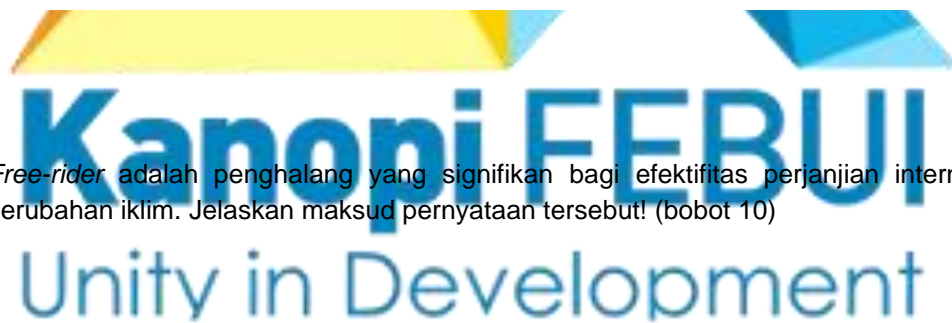 Kanopi FEBUI
Free-rider adalah penghalang yang signifikan bagi efektifitas perjanjian
erubahan iklim. Jelaskan maksud pernyataan tersebut! (bobot 10)
Unity in Development